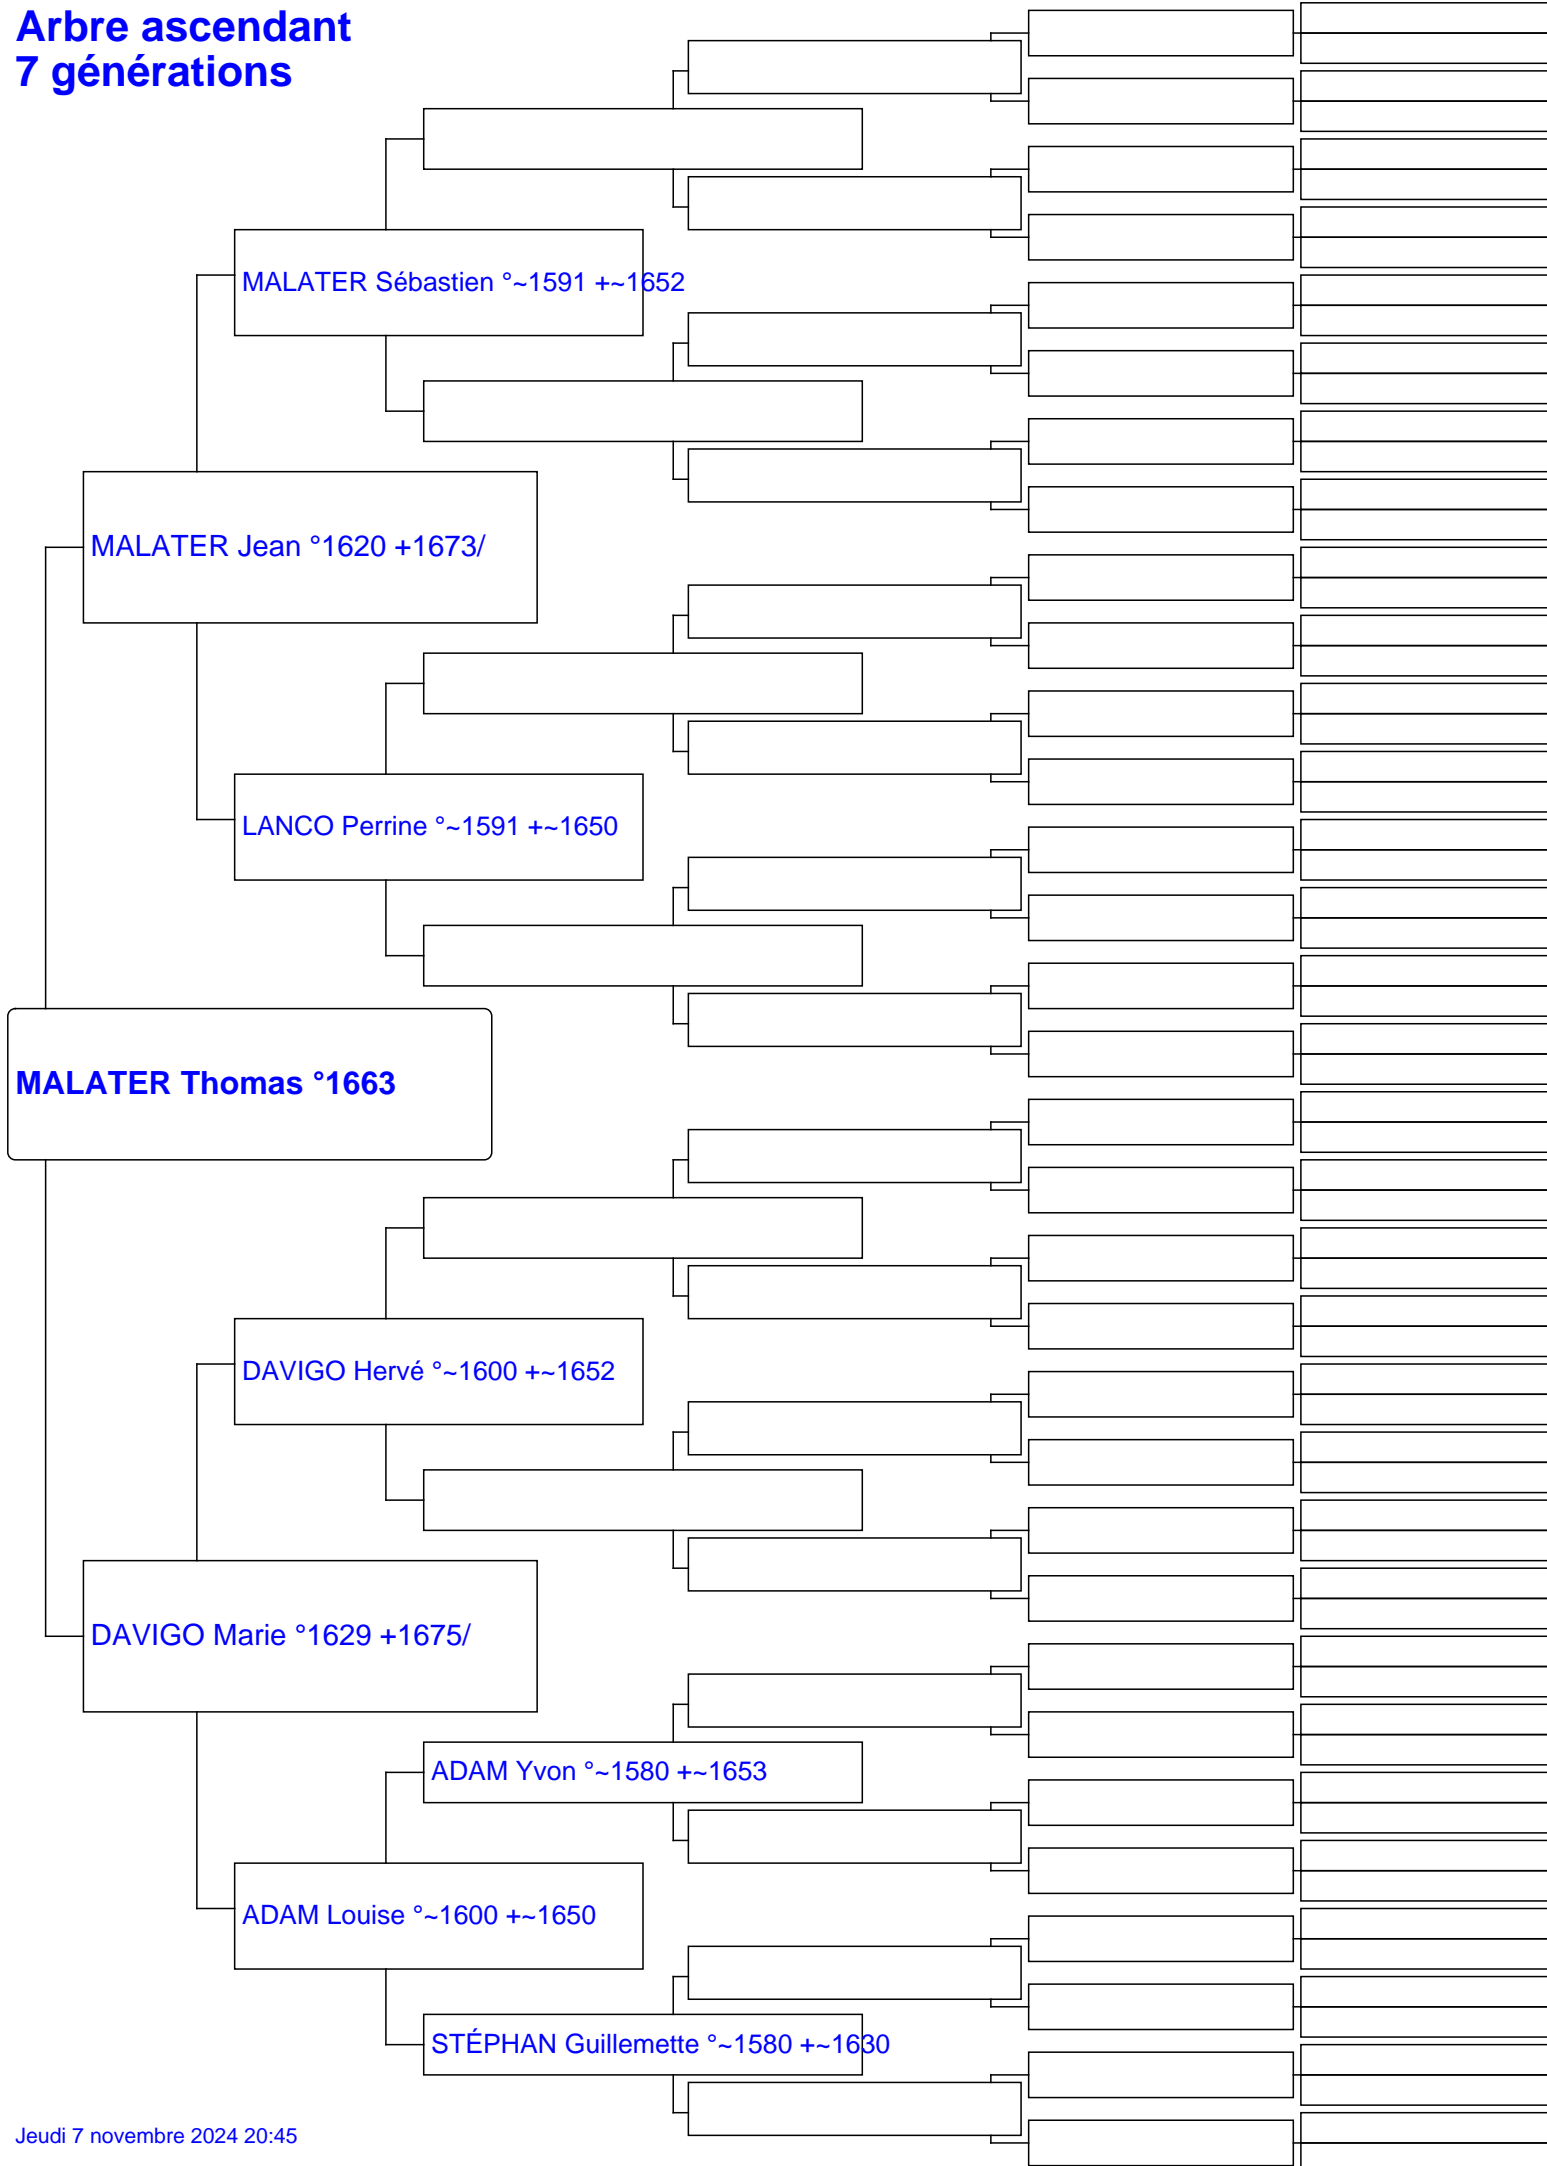 Arbre ascendant
7 générations
MALATER Sébastien °~1591 +~1652
MALATER Jean °1620 +1673/
LANCO Perrine °~1591 +~1650
MALATER Thomas °1663
DAVIGO Hervé °~1600 +~1652
DAVIGO Marie °1629 +1675/
ADAM Yvon °~1580 +~1653
ADAM Louise °~1600 +~1650
STÉPHAN Guillemette °~1580 +~1630
Jeudi 7 novembre 2024 20:45